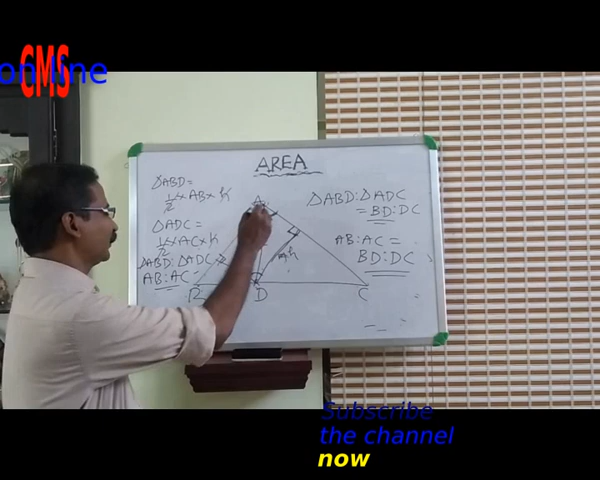 online
CMS
AREA
△ABD=
1/2 × AB × h
△ADC =
1/2 × AC × h
△ABD : △ADC
AB : AC
△ABD : △ADC
= BD : DC
AB : AC =
BD : DC
A
h
B
D
C
Subscribe
the channel
now